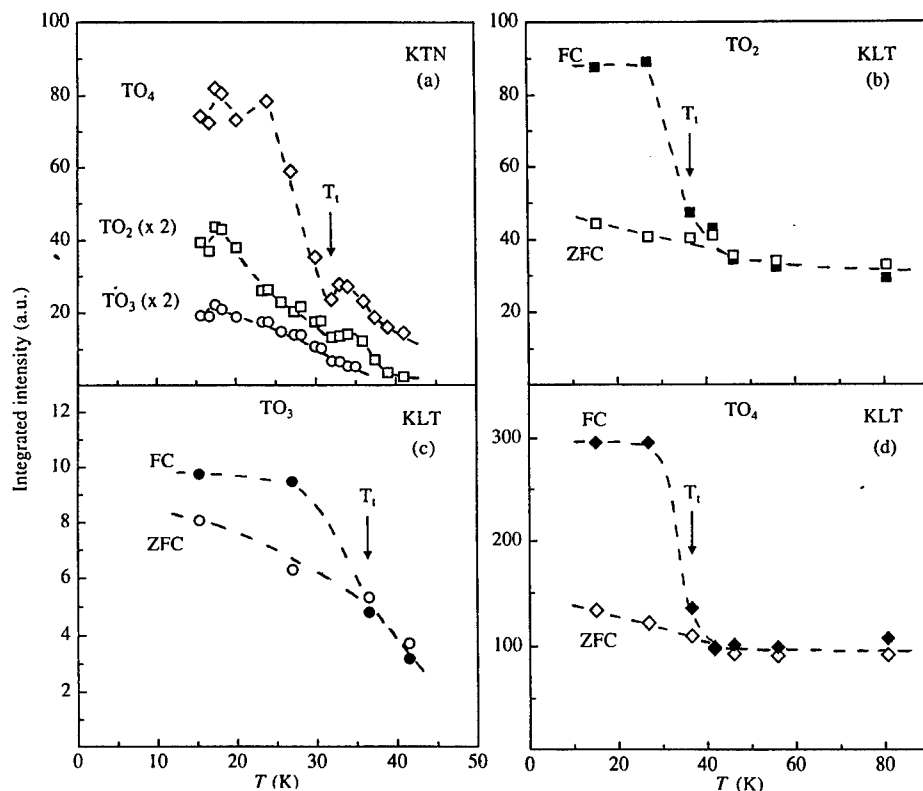 100
KTN
(a)
TO4
80
60
Tt
TO2 (x 2)
40
TO3 (x 2)
20
100
TO2
KLT
(b)
FC
80
60
Tt
40
ZFC
20
Integrated intensity (a.u.)
12
TO3
KLT
(c)
10
FC
Tt
8
ZFC
6
4
2
0
10
20
30
40
50
T (K)
TO4
KLT
(d)
300
FC
Tt
200
ZFC
100
0
0
20
40
60
80
T (K)